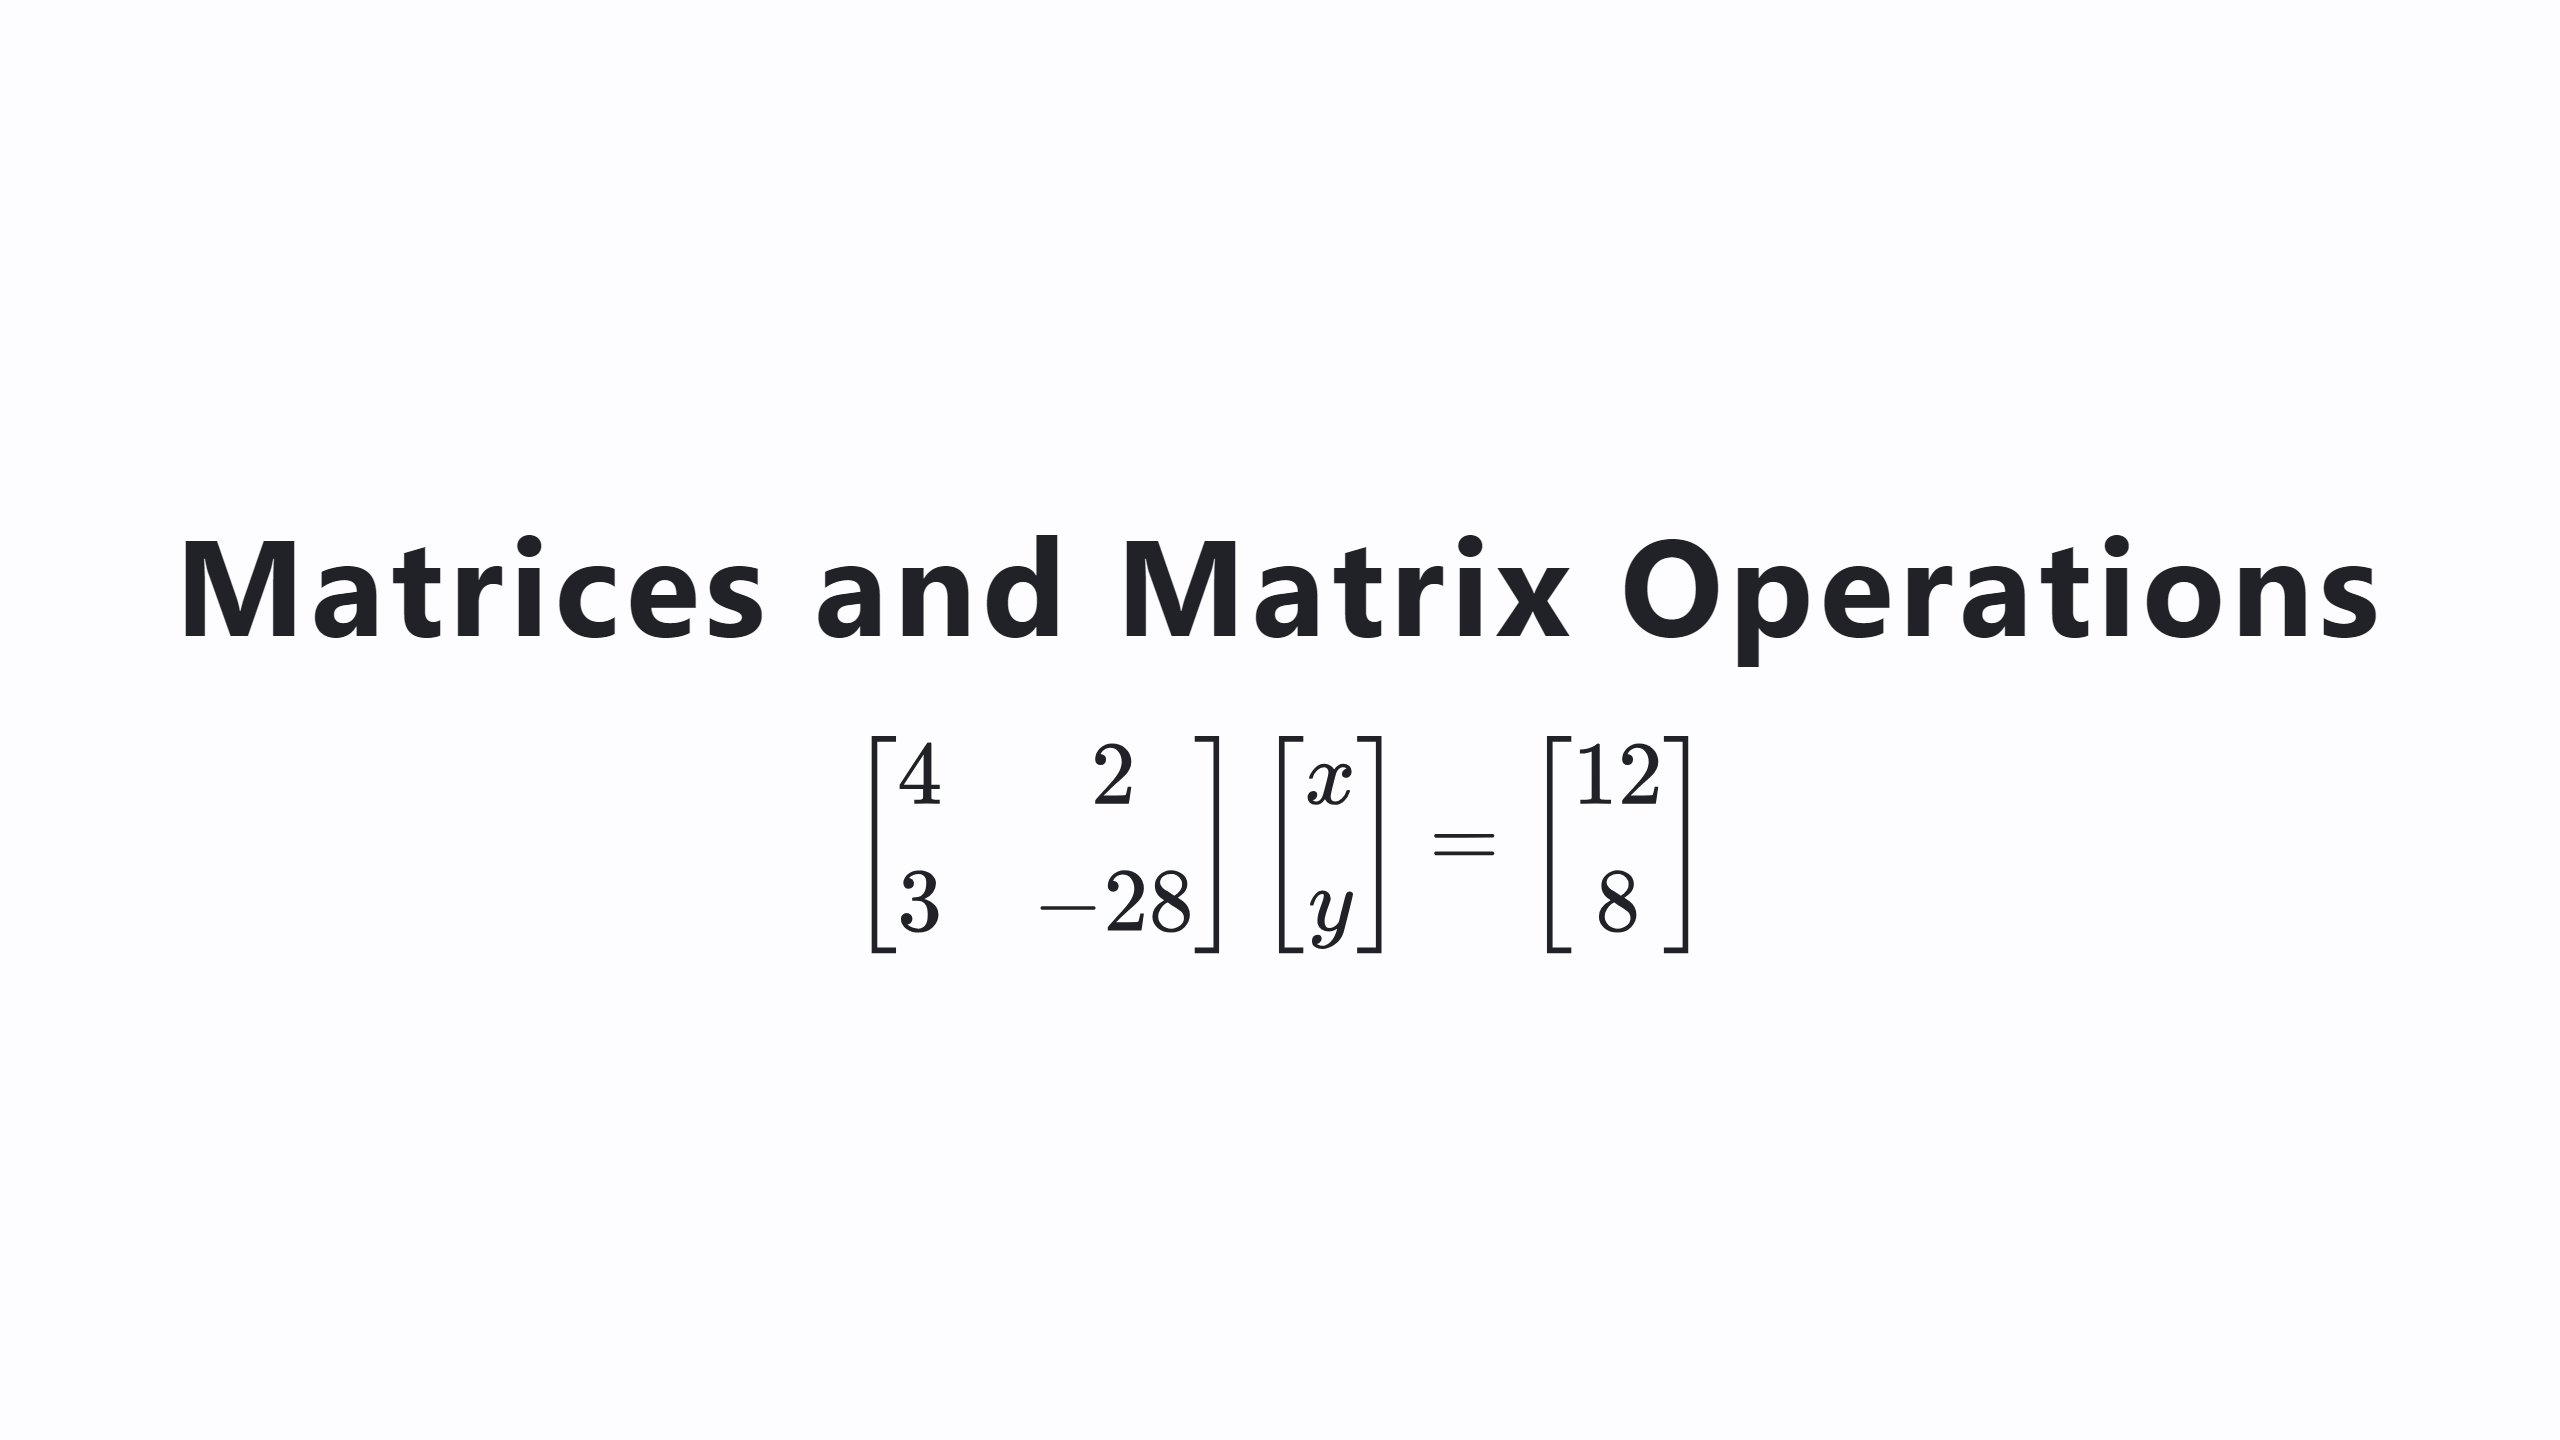 Matrices and Matrix Operations
[4 2] [x] = [12]
[3 −28] [y] [8]